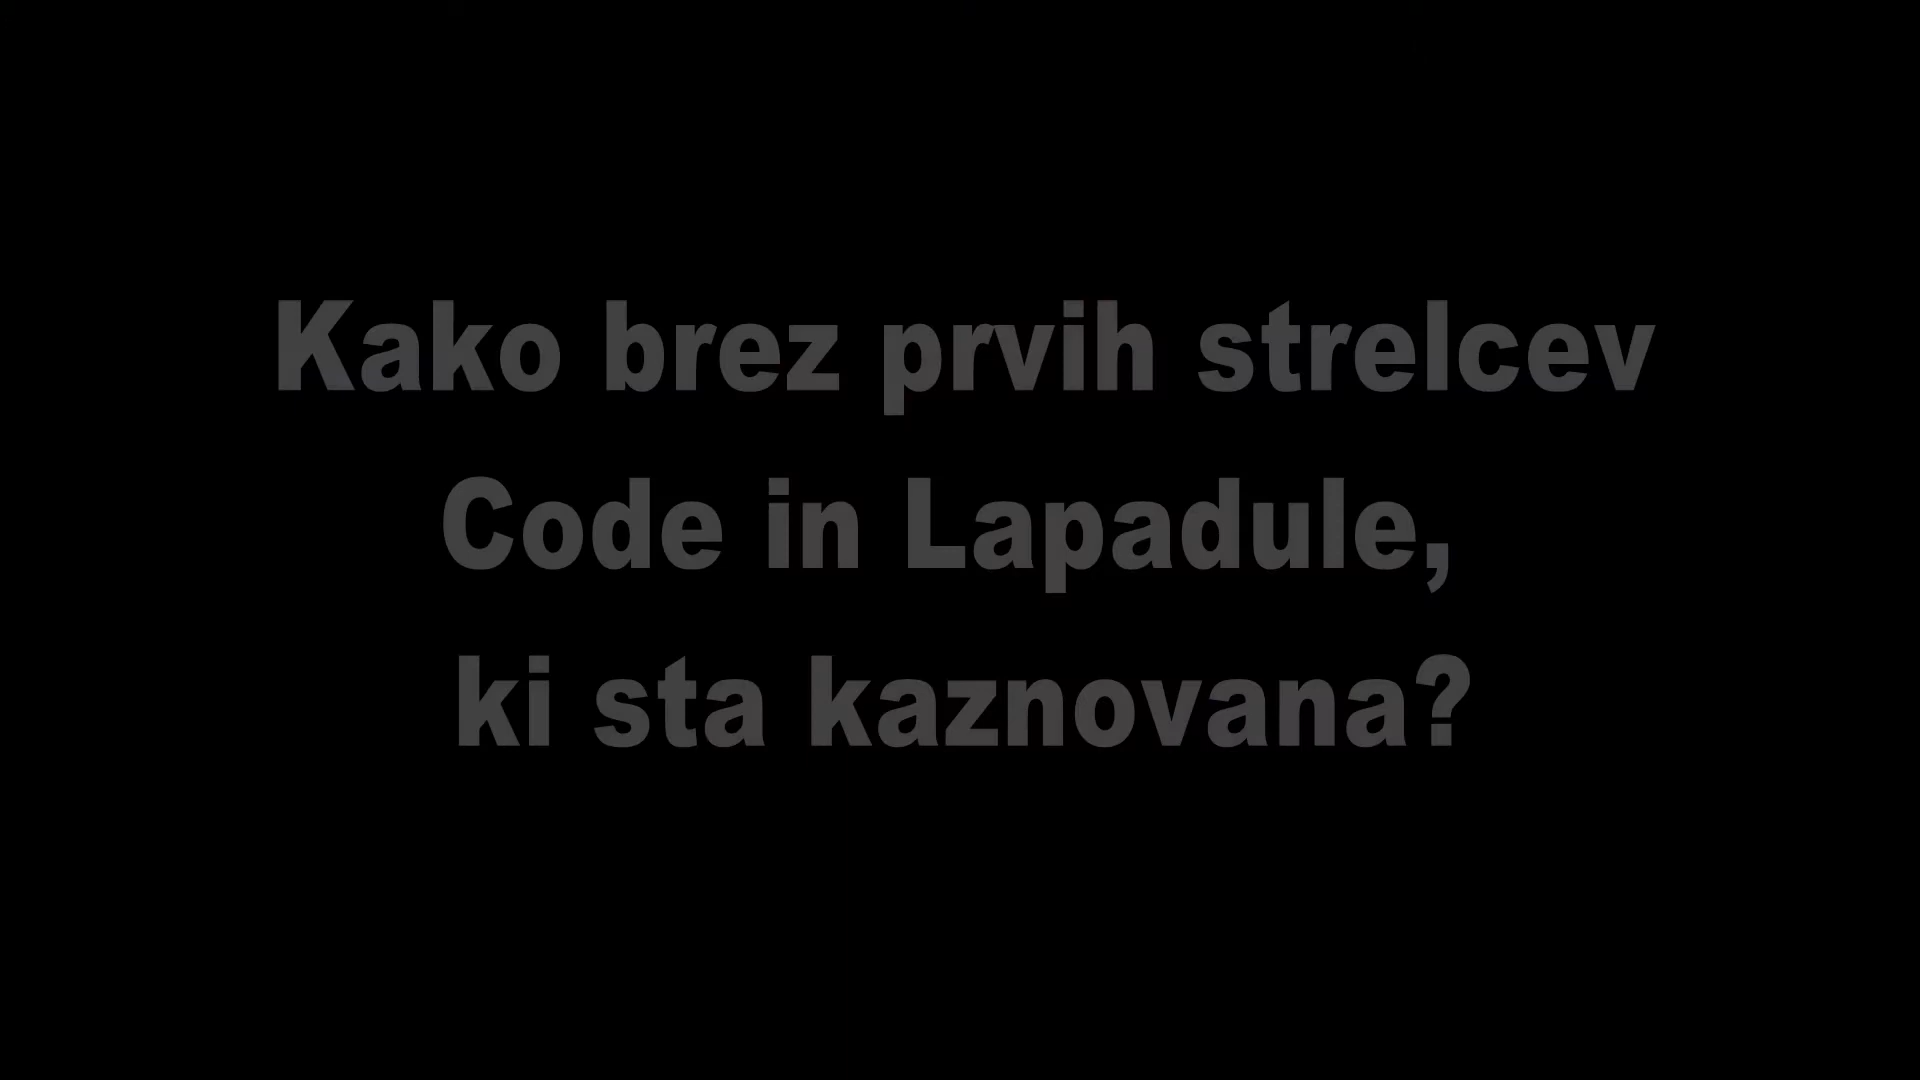 Kako brez prvih strelcev
Code in Lapadule,
ki sta kaznovana?